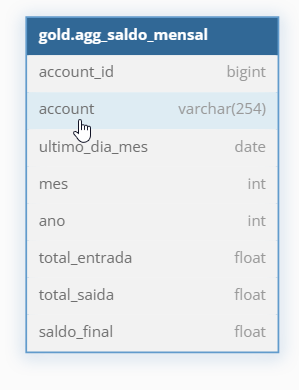 gold.agg_saldo_mensal
account_id bigint
account varchar(254)
ultimo_dia_mes date
mes int
ano int
total_entrada float
total_saida float
saldo_final float